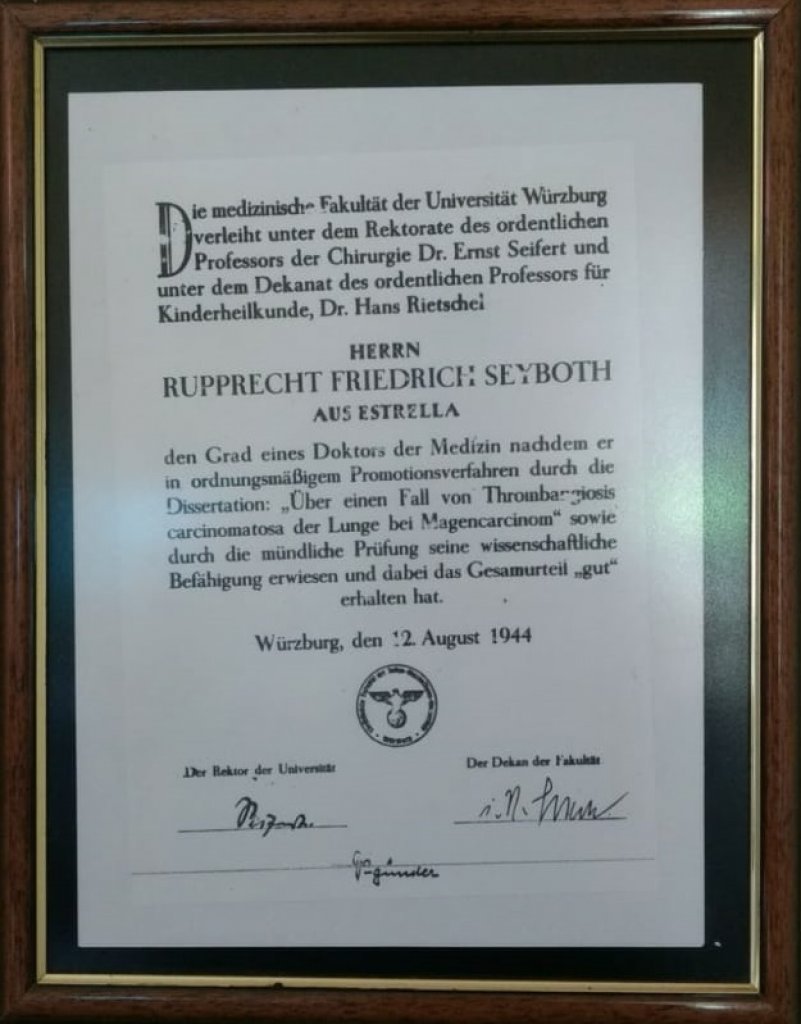 Die medizinische Fakultät der Universität Würzburg
verleiht unter dem Rektorate des ordentlichen
Professors der Chirurgie Dr. Ernst Seifert und
unter dem Dekanat des ordentlichen Professors für
Kinderheilkunde, Dr. Hans Rietschel
HERRN
RUPPRECHT FRIEDRICH SEYBOTH
AUS ESTRELLA
den Grad eines Doktors der Medizin nachdem er
in ordnungsmäßigem Promotionsverfahren durch die
Dissertation: „Über einen Fall von Thrombangiosis
carcinomatosa der Lunge bei Magencarcinom“ sowie
durch die mündliche Prüfung seine wissenschaftliche
Befähigung erwiesen und dabei das Gesamurteil „gut“
erhalten hat.
Würzburg, den 12. August 1944
Der Rektor der Universität
Der Dekan der Fakultät